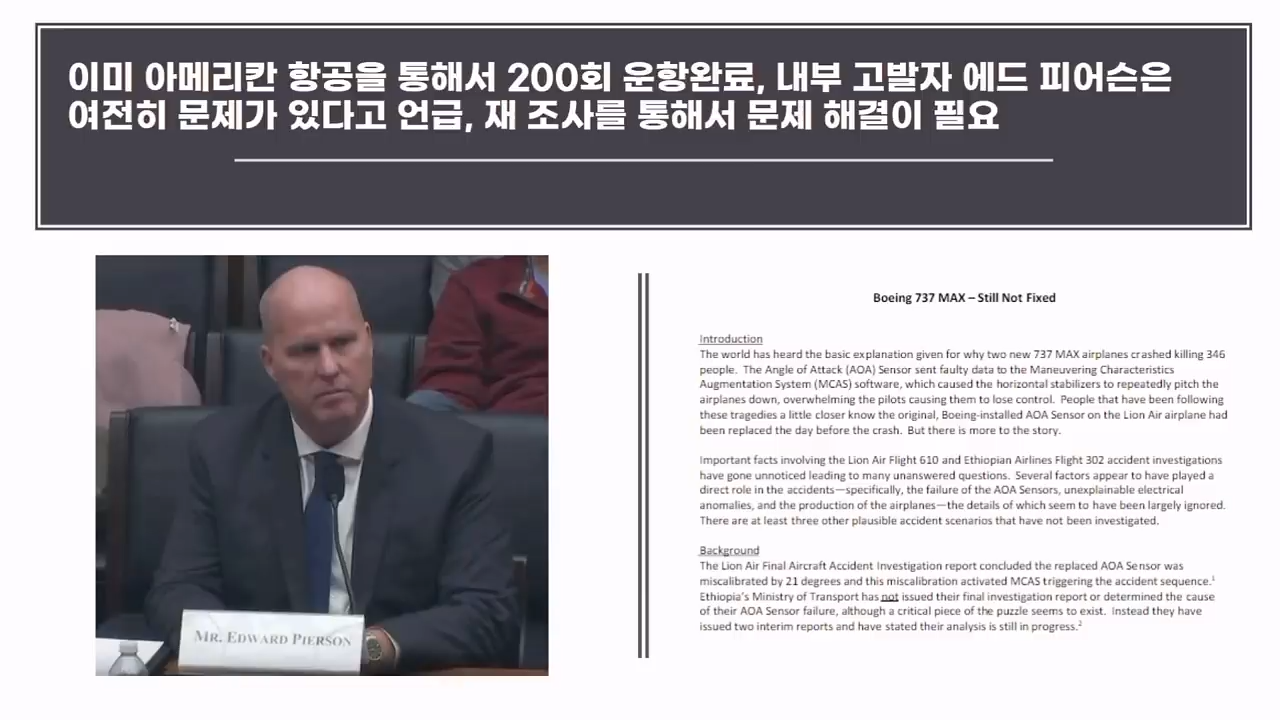 이미 아메리칸 항공을 통해서 200회 운항완료, 내부 고발자 에드 피어슨은
여전히 문제가 있다고 언급, 재 조사를 통해서 문제 해결이 필요
MR. EDWARD PIERSON
Boeing 737 MAX – Still Not Fixed
Introduction
The world has heard the basic explanation given for why two new 737 MAX airplanes crashed killing 346
people. The Angle of Attack (AOA) Sensor sent faulty data to the Maneuvering Characteristics
Augmentation System (MCAS) software, which caused the horizontal stabilizers to repeatedly pitch the
airplanes down, overwhelming the pilots causing them to lose control. People that have been following
these tragedies a little closer know the original, Boeing-installed AOA Sensor on the Lion Air airplane had
been replaced the day before the crash. But there is more to the story.
Important facts involving the Lion Air Flight 610 and Ethiopian Airlines Flight 302 accident investigations
have gone unnoticed leading to many unanswered questions. Several factors appear to have played a
direct role in the accidents—specifically, the failure of the AOA Sensors, unexplainable electrical
anomalies, and the production of the airplanes—the details of which seem to have been largely ignored.
There are at least three other plausible accident scenarios that have not been investigated.
Background
The Lion Air Final Aircraft Accident Investigation report concluded the replaced AOA Sensor was
miscalibrated by 21 degrees and this miscalibration activated MCAS triggering the accident sequence.¹
Ethiopia's Ministry of Transport has not issued their final investigation report or determined the cause
of their AOA Sensor failure, although a critical piece of the puzzle seems to exist. Instead they have
issued two interim reports and have stated their analysis is still in progress.²